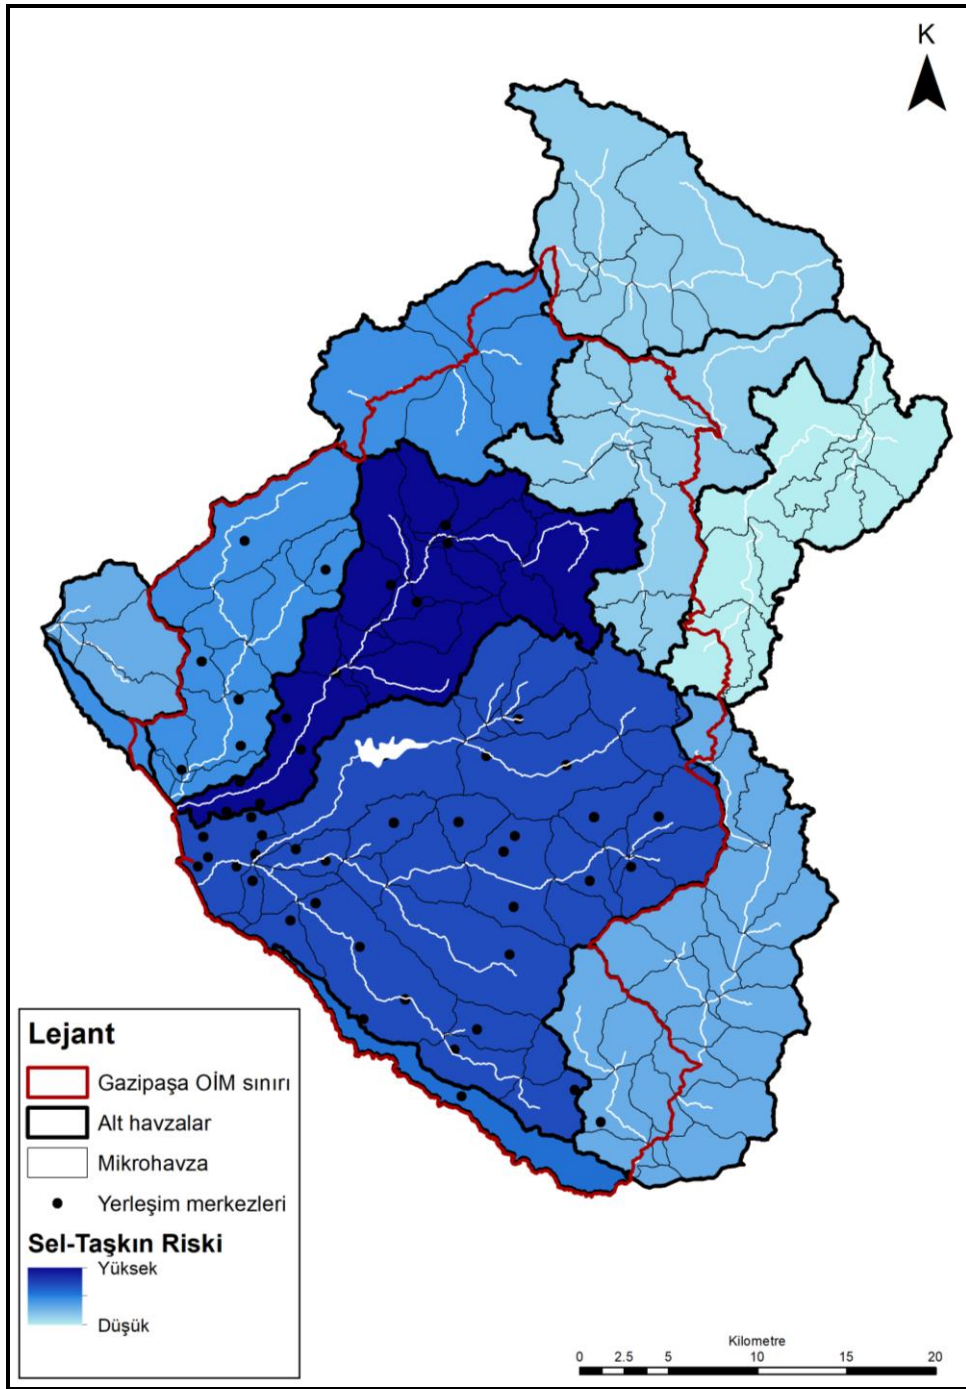 K
Lejant
Gazipaşa OİM sınırı
Alt havzalar
Mikrohavza
Yerleşim merkezleri
Sel-Taşkın Riski
Yüksek
Düşük
Kilometre
0 2.5 5 10 15 20